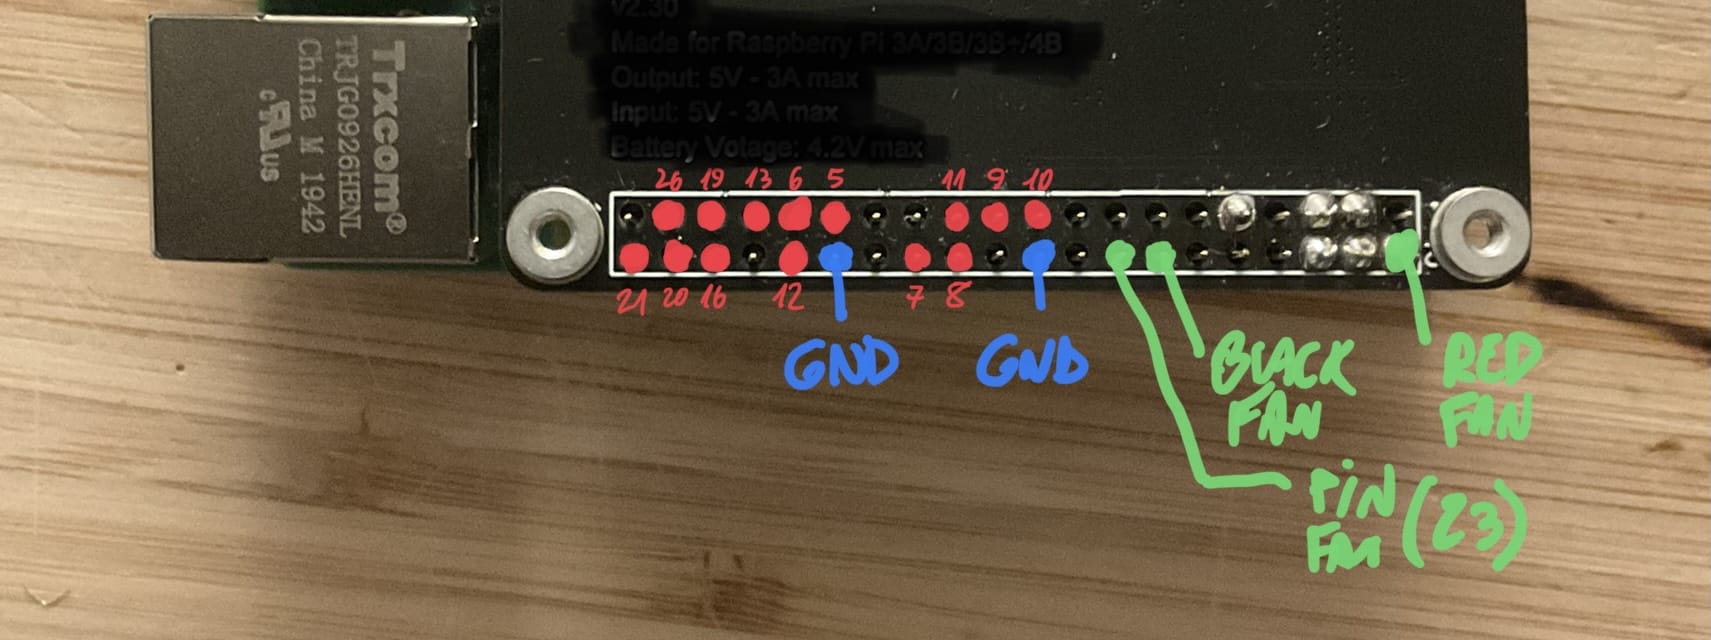 v2.30
Made for Raspberry Pi 3A/3B/3B+/4B
Output: 5V - 3A max
Input: 5V - 3A max
Battery Votage: 4.2V max
Trxcom®
TRJG0926HENL
China M 1942
c UL US
26 19 13 6 5 11 9 10
21 20 16 12 7 8
GND GND
BLACK
FAN
RED
FAN
PIN
FAN (23)